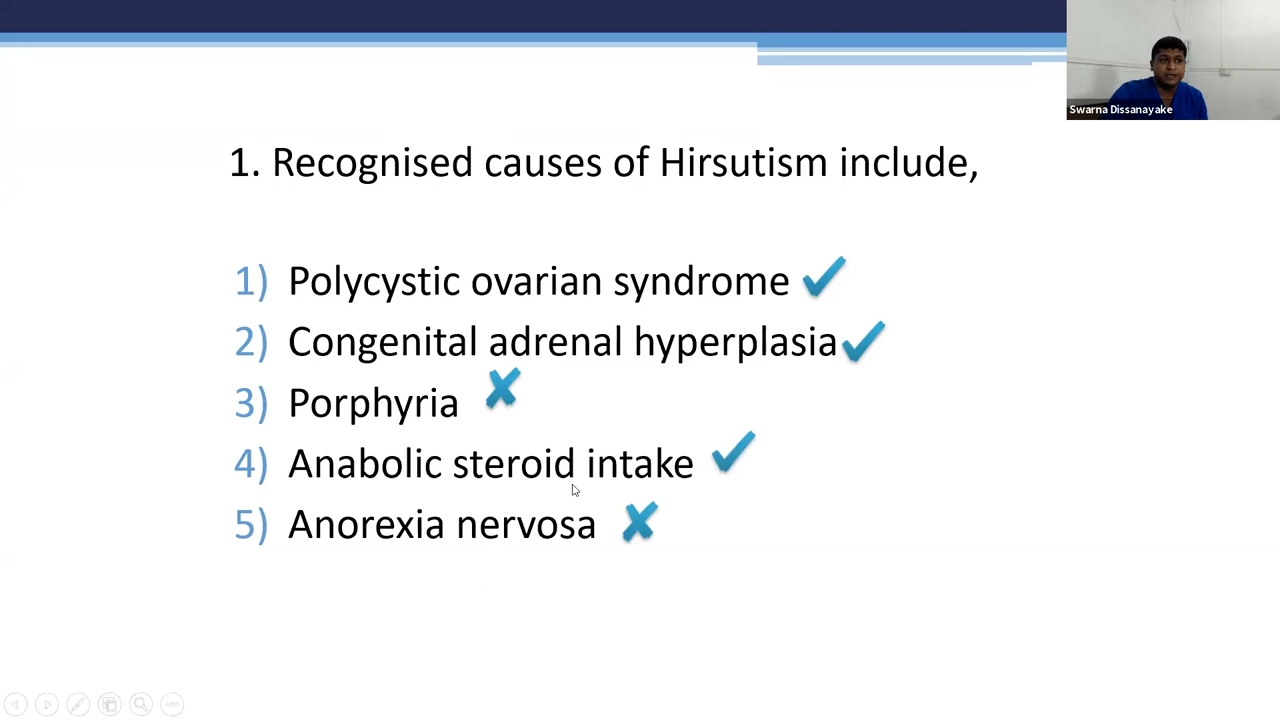 Swarna Dissanayake
1. Recognised causes of Hirsutism include,
1) Polycystic ovarian syndrome
2) Congenital adrenal hyperplasia
3) Porphyria
4) Anabolic steroid intake
5) Anorexia nervosa